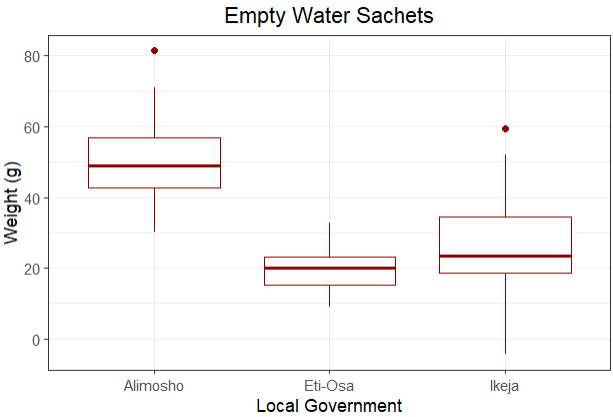 Empty Water Sachets
Weight (g)
80
60
40
20
0
Alimosho Eti-Osa Ikeja
Local Government